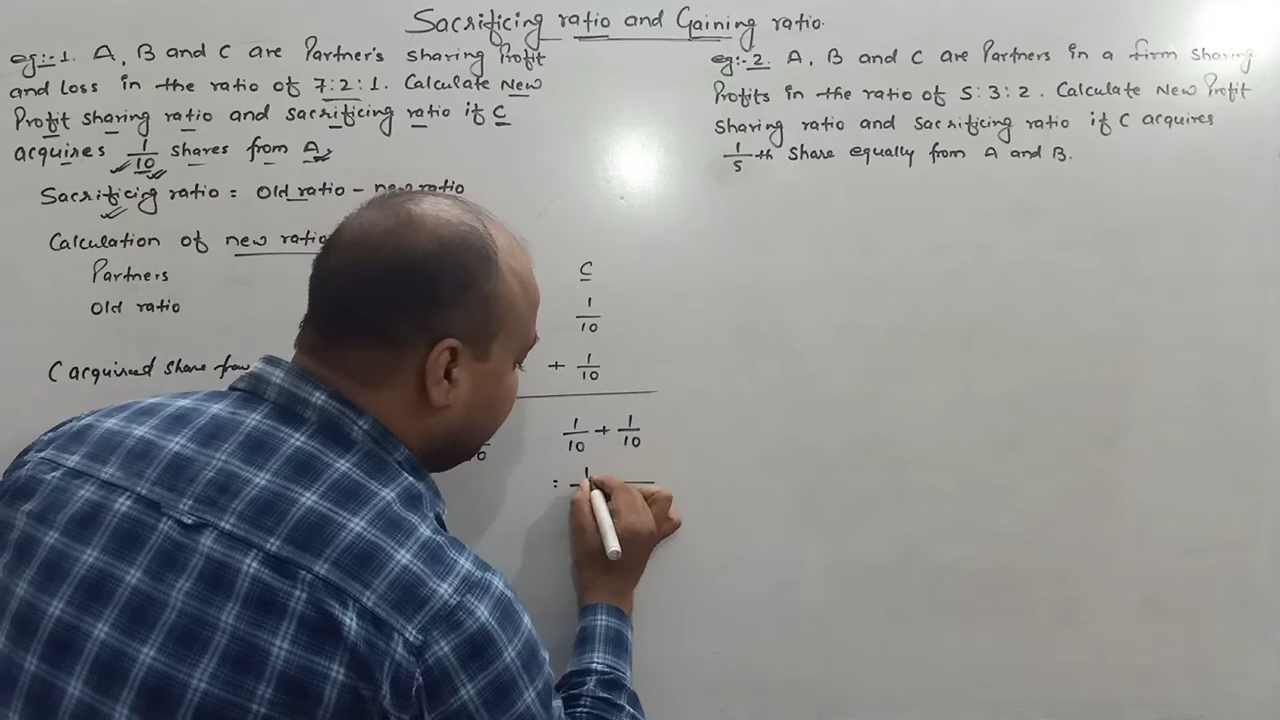 Sacrificing ratio and Gaining ratio.
eg:-1. A, B and C are Partner's sharing Profit
and Loss in the ratio of 7:2:1. Calculate New
Profit sharing ratio and sacrificing ratio if C
acquires 1/10 shares from A.
Sacrificing ratio = Old ratio - new ratio
Calculation of new ratio
Partners C
Old ratio 1/10
C acquired share from + 1/10
1/10 + 1/10
= 1
eg:-2. A, B and C are Partners in a firm sharing
Profits in the ratio of 5:3:2. Calculate New Profit
sharing ratio and Sacrificing ratio if C acquires
1/5 th share equally from A and B.